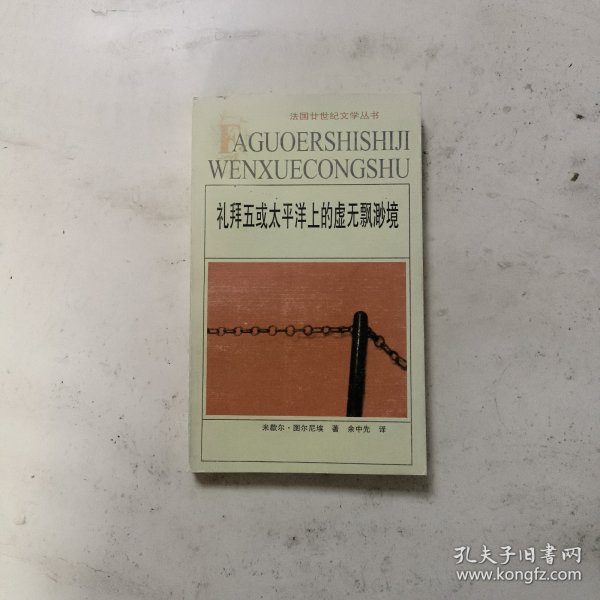 法国廿世纪文学丛书
FAGUOERSHISHIJI
WENXUECONGSHU
礼拜五或太平洋上的虚无飘渺境
米歇尔·图尔尼埃 著 余中先 译
孔夫子旧书网
www.kongfz.com